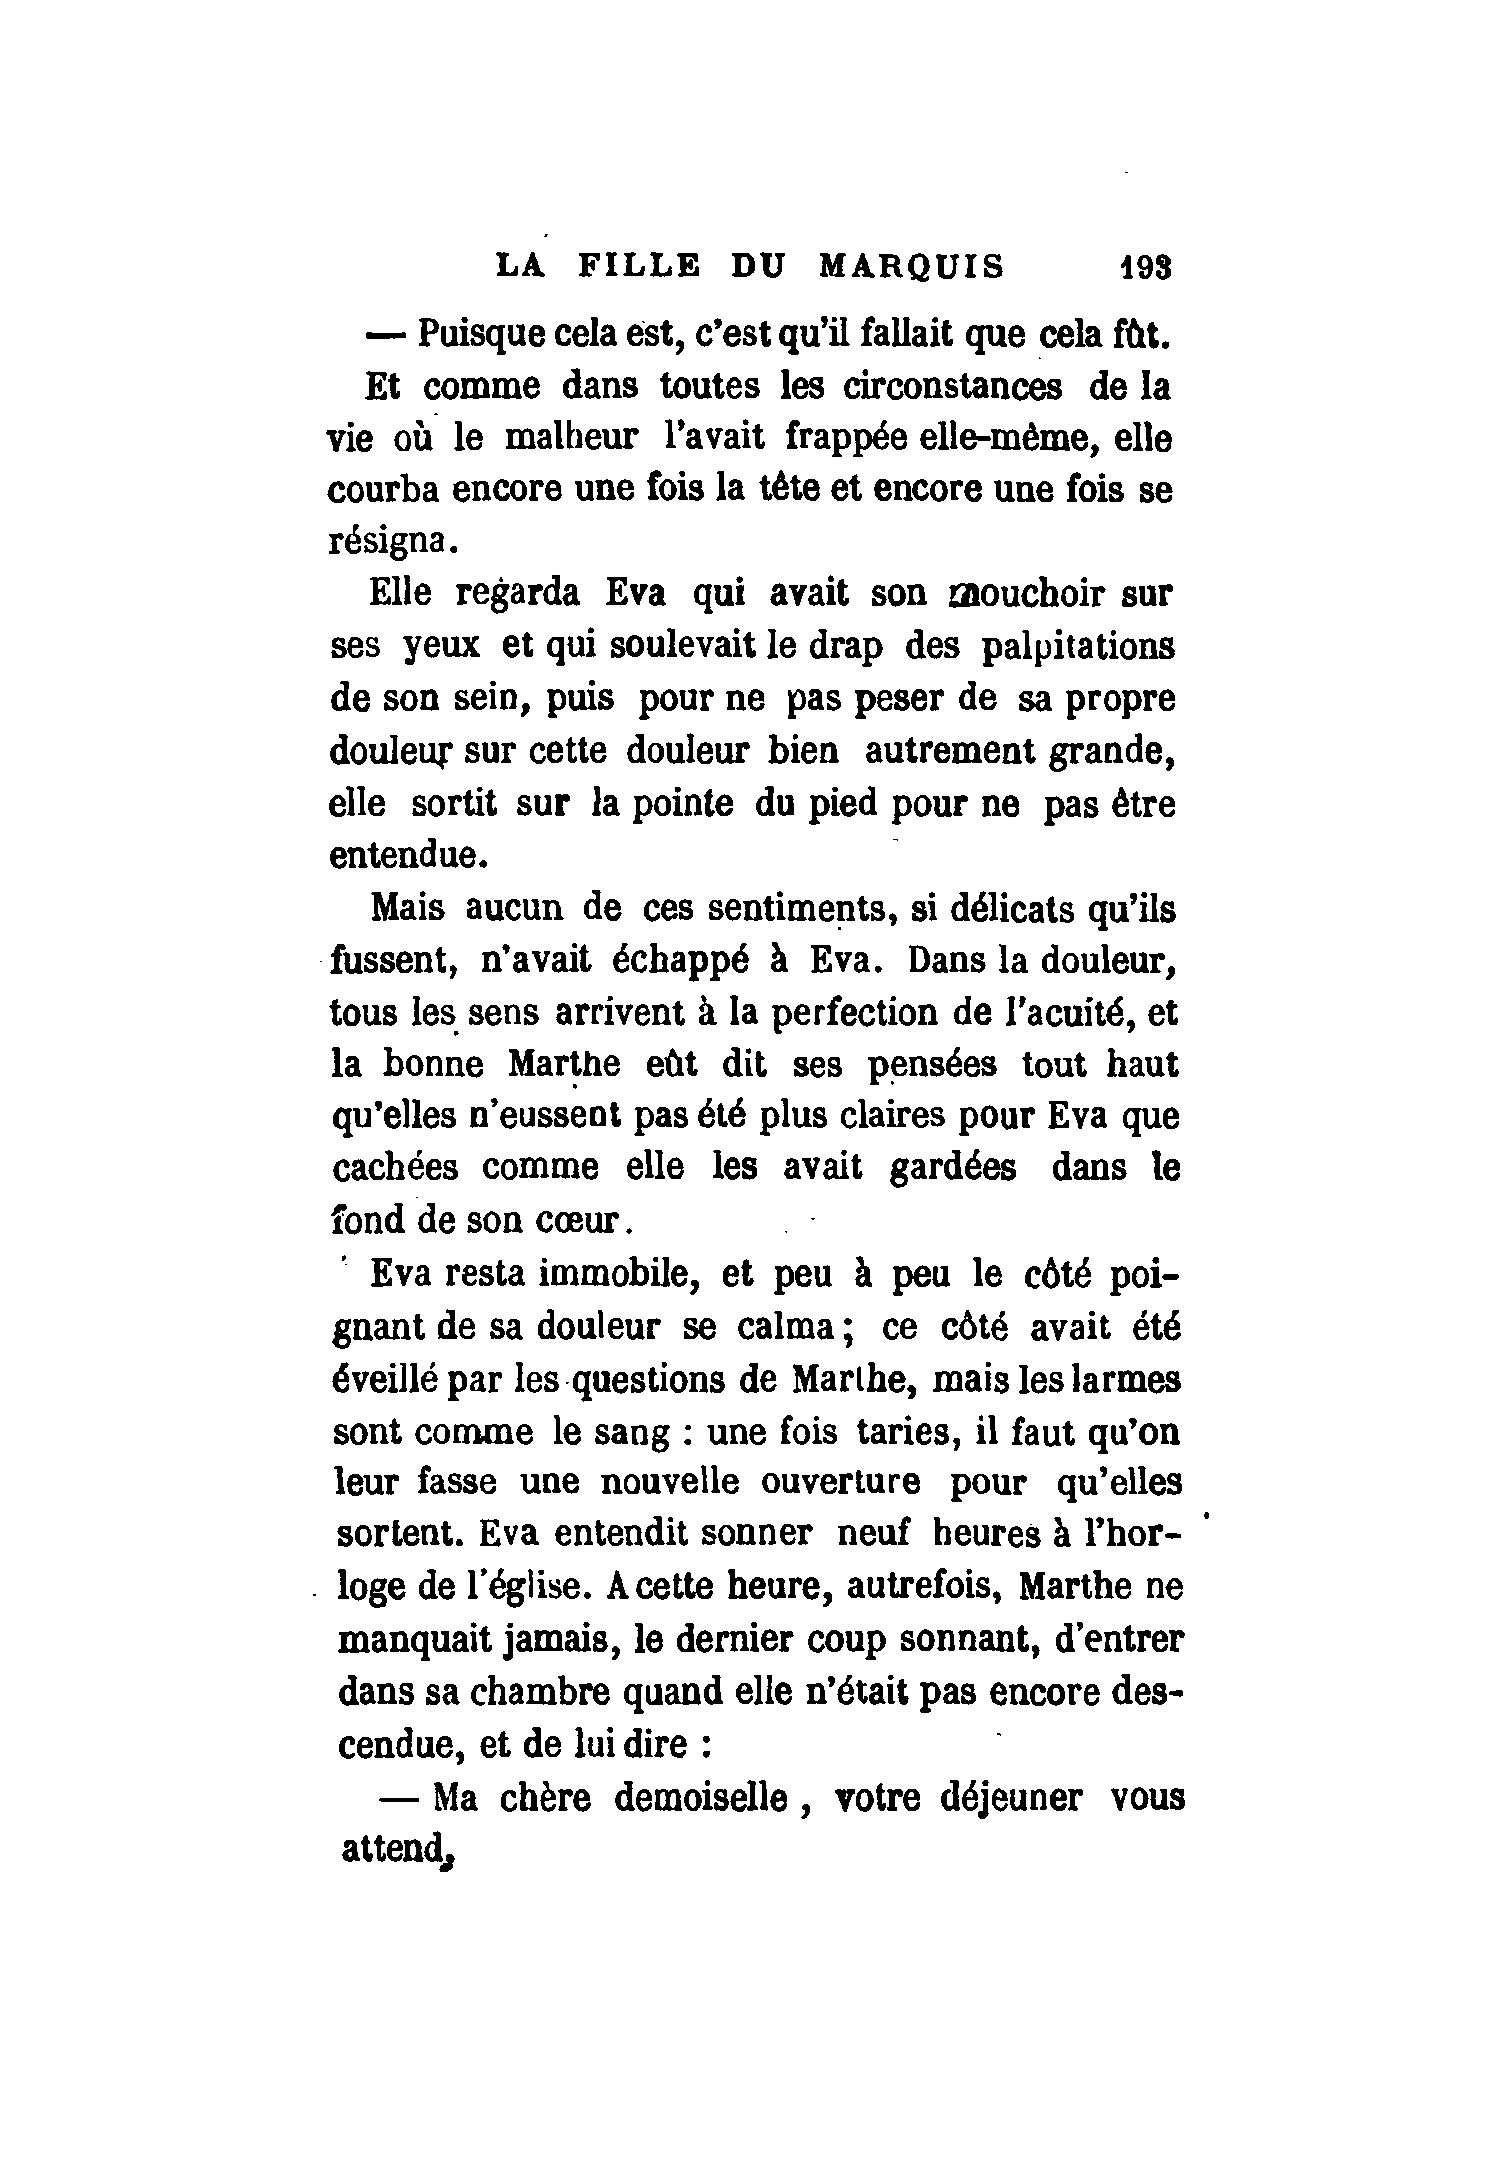 LA FILLE DU MARQUIS 193
— Puisque cela est, c'est qu'il fallait que cela fût.
Et comme dans toutes les circonstances de la
vie où le malheur l'avait frappée elle-même, elle
courba encore une fois la tête et encore une fois se
résigna.
Elle regarda Eva qui avait son mouchoir sur
ses yeux et qui soulevait le drap des palpitations
de son sein, puis pour ne pas peser de sa propre
douleur sur cette douleur bien autrement grande,
elle sortit sur la pointe du pied pour ne pas être
entendue.
Mais aucun de ces sentiments, si délicats qu'ils
fussent, n'avait échappé à Eva. Dans la douleur,
tous les sens arrivent à la perfection de l'acuité, et
la bonne Marthe eût dit ses pensées tout haut
qu'elles n'eussent pas été plus claires pour Eva que
cachées comme elle les avait gardées dans le
fond de son cœur.
Eva resta immobile, et peu à peu le côté poi-
gnant de sa douleur se calma; ce côté avait été
éveillé par les questions de Marthe, mais les larmes
sont comme le sang : une fois taries, il faut qu'on
leur fasse une nouvelle ouverture pour qu'elles
sortent. Eva entendit sonner neuf heures à l'hor-
loge de l'église. A cette heure, autrefois, Marthe ne
manquait jamais, le dernier coup sonnant, d'entrer
dans sa chambre quand elle n'était pas encore des-
cendue, et de lui dire :
— Ma chère demoiselle , votre déjeuner vous
attend,